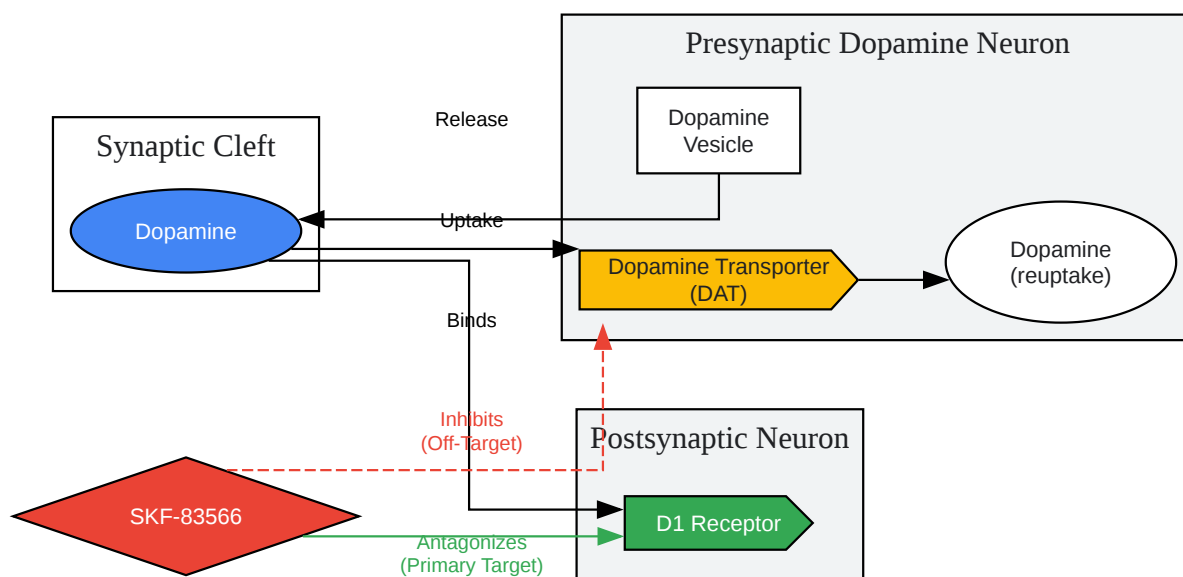 Presynaptic Dopamine Neuron
Dopamine
Vesicle
Release
Synaptic Cleft
Dopamine
Uptake
Dopamine Transporter
(DAT)
Dopamine
(reuptake)
Binds
Inhibits
(Off-Target)
Postsynaptic Neuron
SKF-83566
D1 Receptor
Antagonizes
(Primary Target)